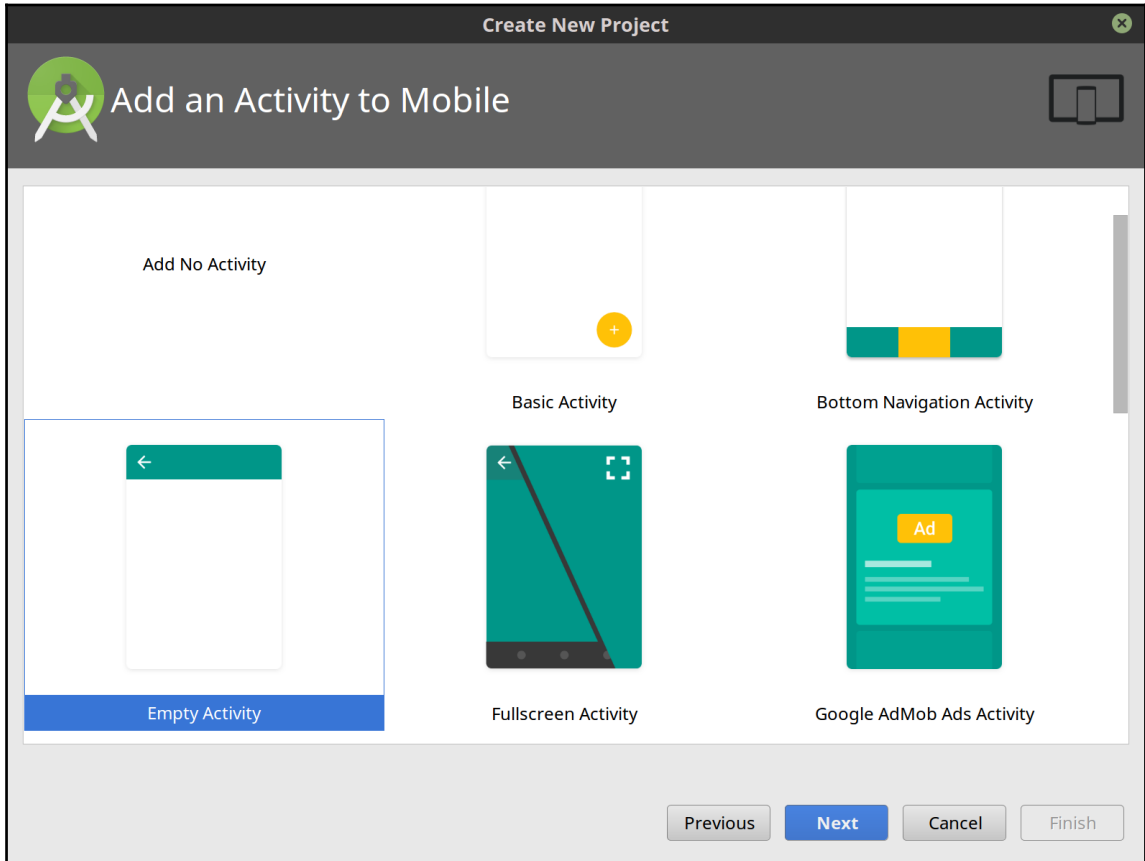 Create New Project
Add an Activity to Mobile
Add No Activity
Basic Activity
Bottom Navigation Activity
Ad
Empty Activity
Fullscreen Activity
Google AdMob Ads Activity
Previous
Next
Cancel
Finish